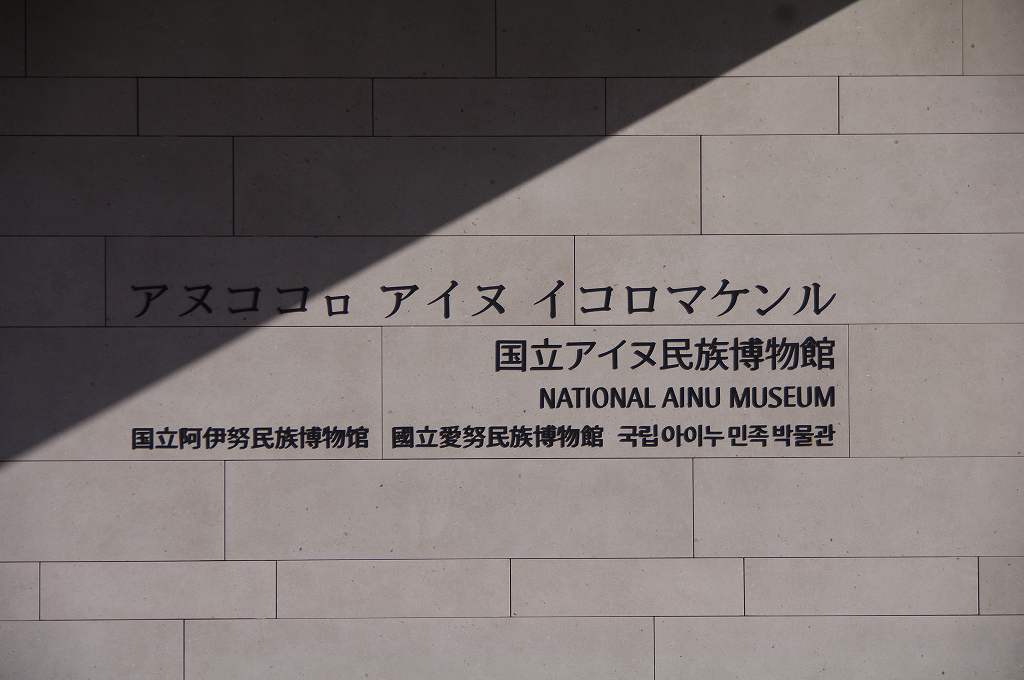 アヌココㇿ アイヌ イコロマケンル
国立アイヌ民族博物館
NATIONAL AINU MUSEUM
国立阿伊努民族博物馆 國立愛努民族博物館 국립아이누민족박물관